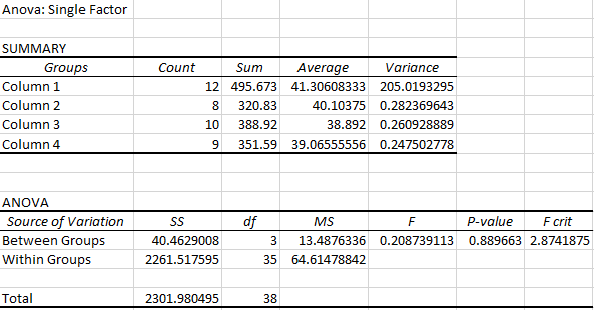 Anova: Single Factor
SUMMARY
Groups Count Sum Average Variance
Column 1 12 495.673 41.30608333 205.0193295
Column 2 8 320.83 40.10375 0.282369643
Column 3 10 388.92 38.892 0.260928889
Column 4 9 351.59 39.06555556 0.247502778
ANOVA
Source of Variation SS df MS F P-value F crit
Between Groups 40.4629008 3 13.4876336 0.208739113 0.889663 2.8741875
Within Groups 2261.517595 35 64.61478842
Total 2301.980495 38